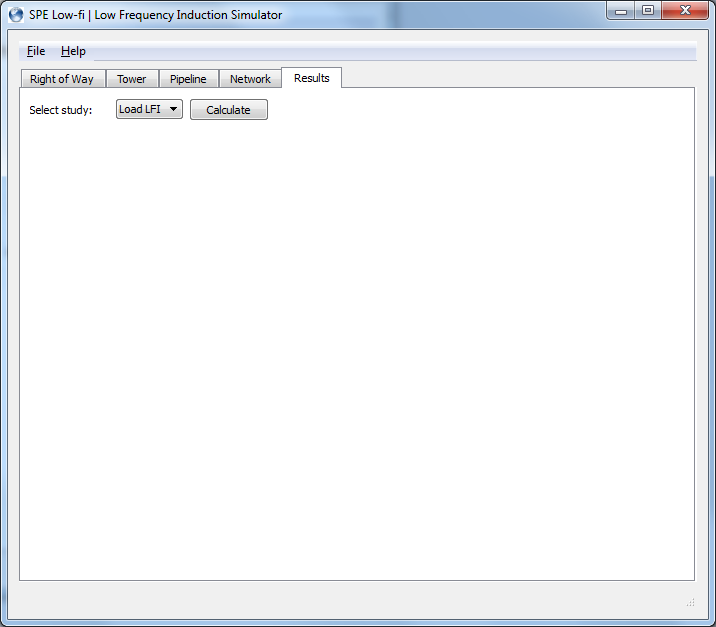 SPE Low-fi | Low Frequency Induction Simulator
File Help
Right of Way Tower Pipeline Network Results
Select study: Load LFI Calculate